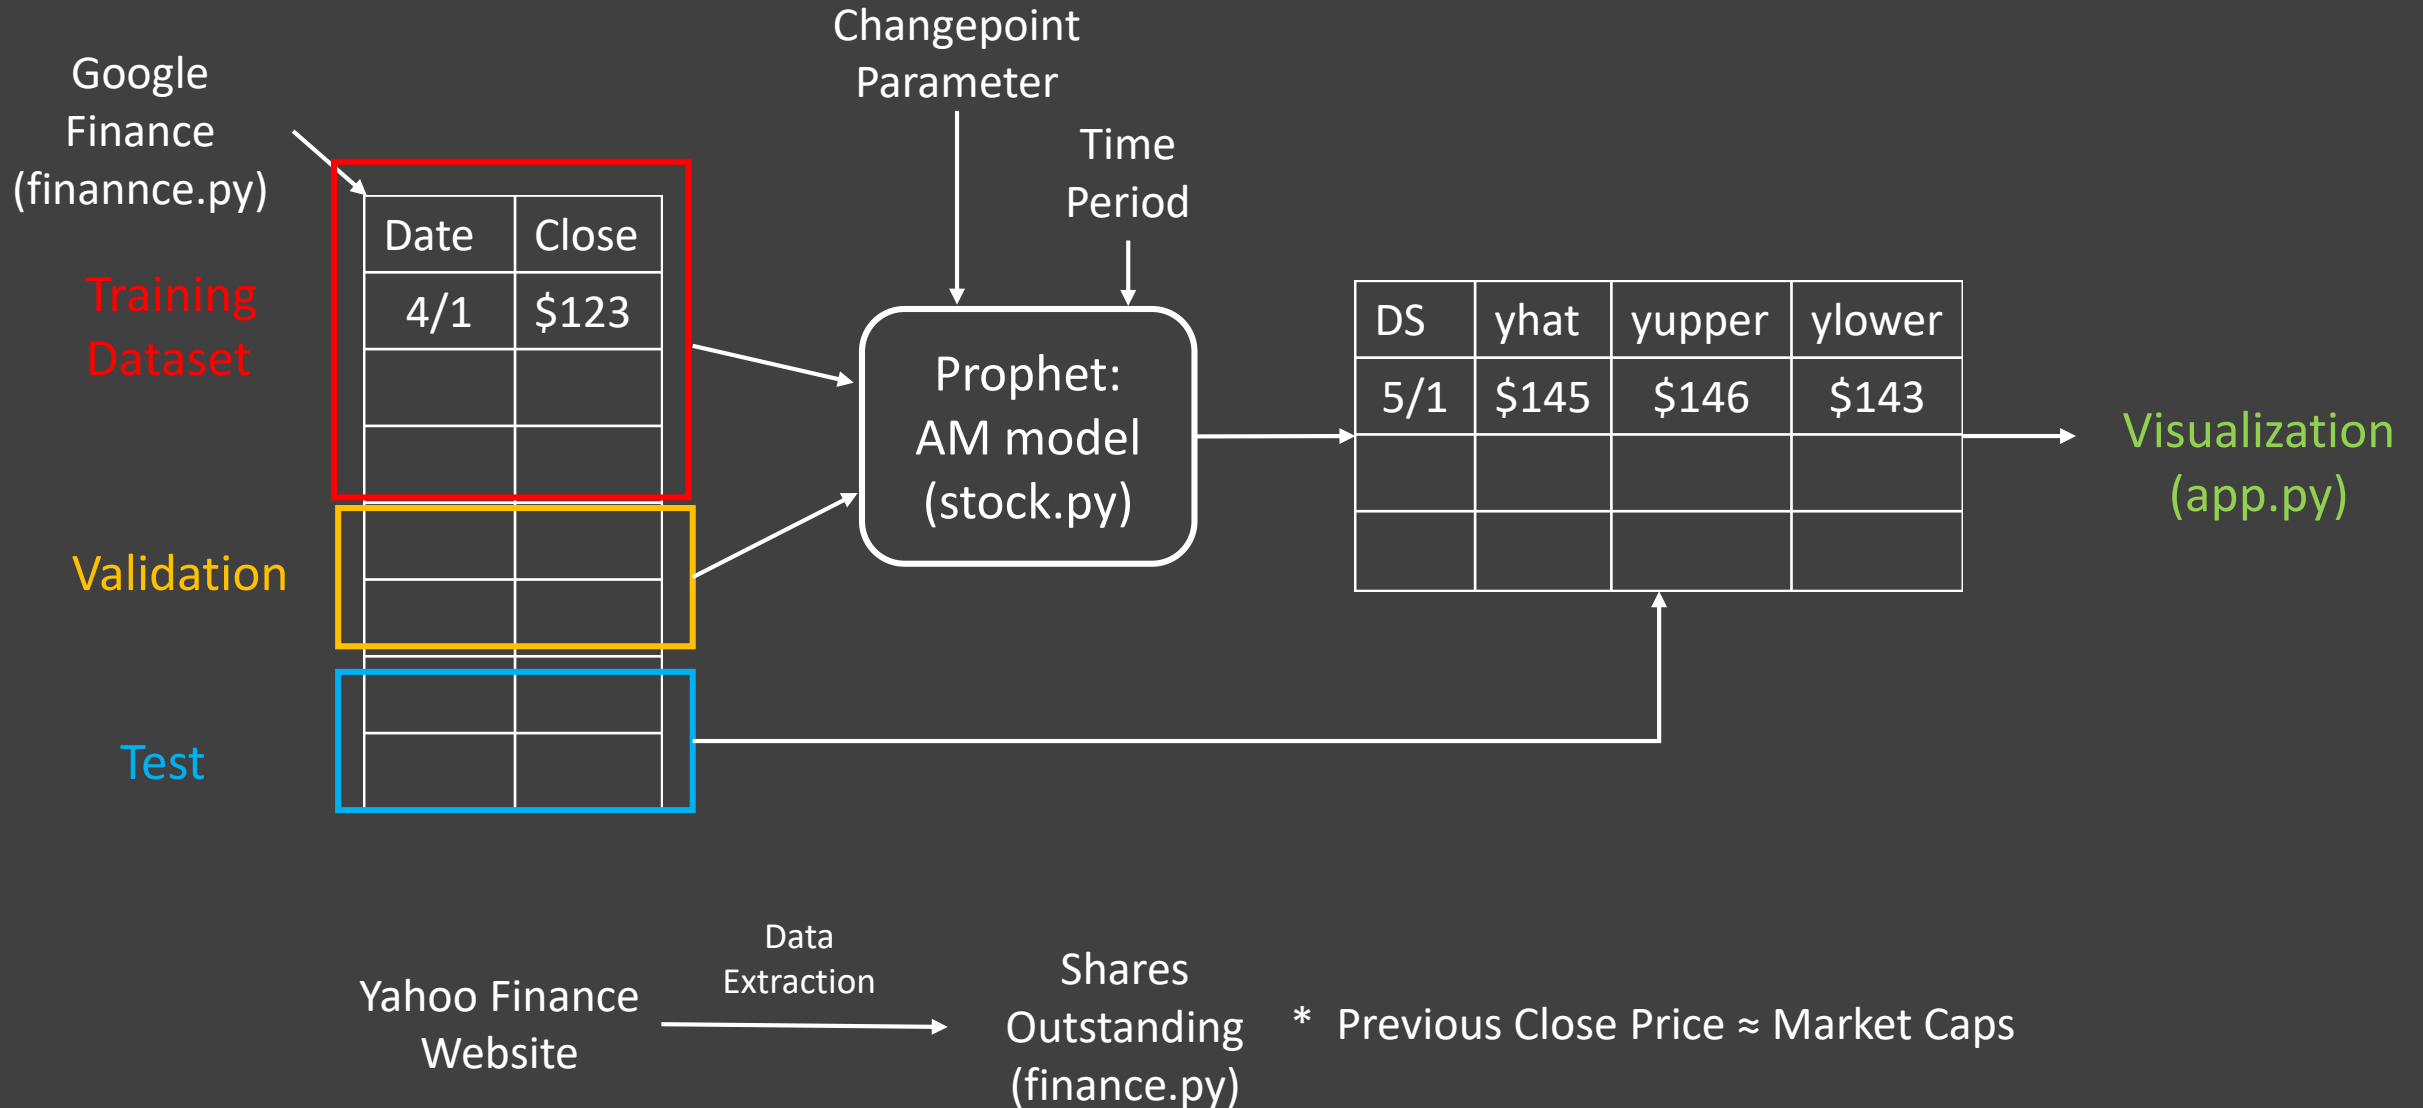 Changepoint
Parameter
Google
Finance
(finannce.py)
Time
Period
Date Close
4/1 $123
Training
Dataset
Prophet:
AM model
(stock.py)
DS yhat yupper ylower
5/1 $145 $146 $143
Visualization
(app.py)
Validation
Test
Data
Extraction
Yahoo Finance
Website
Shares
Outstanding
(finance.py)
* Previous Close Price ≈ Market Caps